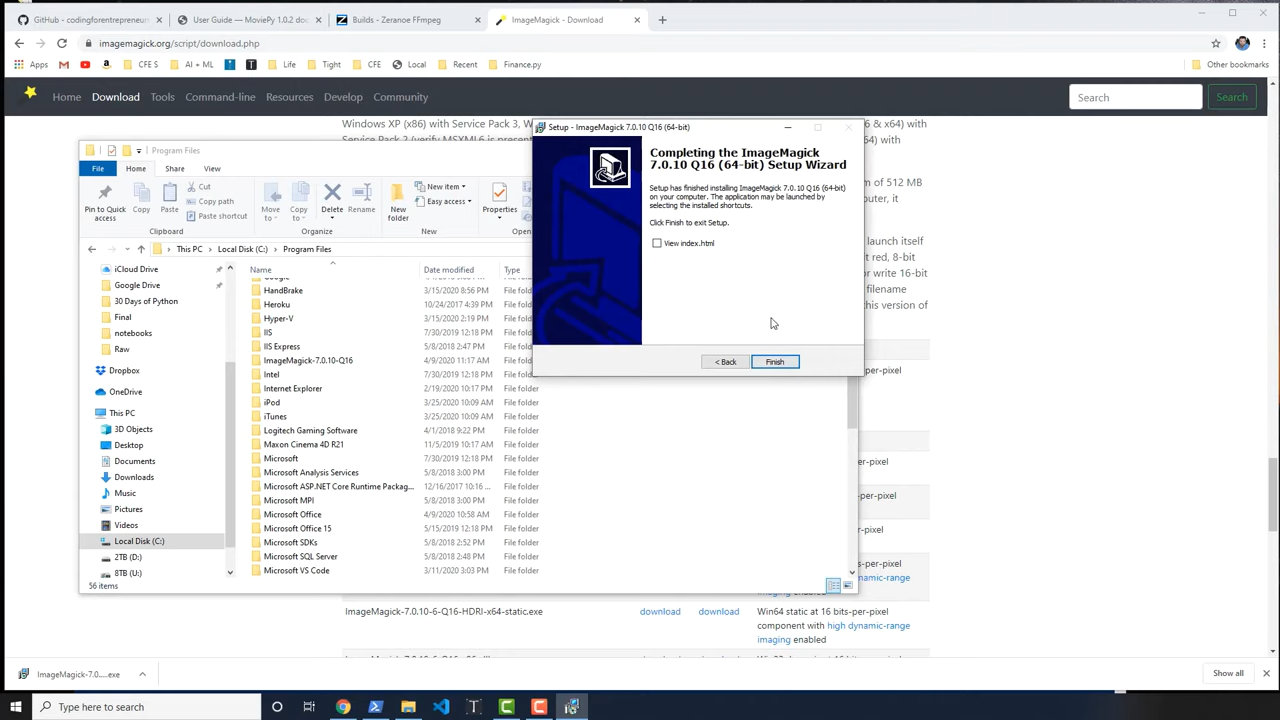 GitHub - codingforentrepreneur
User Guide — MoviePy 1.0.2 doc
Builds - Zeranoe FFmpeg
ImageMagick - Download
imagemagick.org/script/download.php
Apps
CFE S
AI + ML
Life
Tight
CFE
Local
Recent
Finance.py
Other bookmarks
Home
Download
Tools
Command-line
Resources
Develop
Community
Search
Search
Windows XP (x86) with Service Pack 3, W
& x64) with
Service Pack 2 (verify MSXML6 is present
m of 512 MB
uter, it
launch itself
t red, 8-bit
r write 16-bit
filename
this version of
Setup - ImageMagick 7.0.10 Q16 (64-bit)
Completing the ImageMagick
7.0.10 Q16 (64-bit) Setup Wizard
Setup has finished installing ImageMagick 7.0.10 Q16 (64-bit)
on your computer. The application may be launched by
selecting the installed shortcuts.
Click Finish to exit Setup.
View index.html
< Back
Finish
Program Files
File
Home
Share
View
Pin to Quick
access
Copy
Paste
Cut
Copy path
Paste shortcut
Clipboard
Move
to
Copy
to
Delete
Rename
Organize
New
folder
New item
Easy access
New
Properties
Open
This PC
Local Disk (C:)
Program Files
iCloud Drive
Google Drive
30 Days of Python
Final
notebooks
Raw
Dropbox
OneDrive
This PC
3D Objects
Desktop
Documents
Downloads
Music
Pictures
Videos
Local Disk (C:)
2TB (D:)
8TB (U:)
Name Date modified Type
HandBrake 3/15/2020 8:56 PM File folder
Heroku 10/24/2017 4:39 PM File folder
Hyper-V 3/15/2020 2:19 PM File folder
IIS 7/30/2019 12:18 PM File folder
IIS Express 5/8/2018 2:47 PM File folder
ImageMagick-7.0.10-Q16 4/9/2020 11:17 AM File folder
Intel 7/30/2019 12:18 PM File folder
Internet Explorer 2/19/2020 10:17 PM File folder
iPod 3/25/2020 10:09 AM File folder
iTunes 3/25/2020 10:09 AM File folder
Logitech Gaming Software 4/1/2018 9:22 PM File folder
Maxon Cinema 4D R21 11/5/2019 10:17 AM File folder
Microsoft 7/30/2019 12:18 PM File folder
Microsoft Analysis Services 5/8/2018 3:00 PM File folder
Microsoft ASP.NET Core Runtime Packag... 12/16/2017 10:16 ... File folder
Microsoft MPI 5/8/2018 3:00 PM File folder
Microsoft Office 4/9/2020 10:58 AM File folder
Microsoft Office 15 5/15/2019 12:18 PM File folder
Microsoft SDKs 5/8/2018 2:52 PM File folder
Microsoft SQL Server 5/8/2018 2:48 PM File folder
Microsoft VS Code 3/11/2020 3:03 PM File folder
56 items
s-per-pixel
-per-pixel
s-per-pixel
-per-pixel
-per-pixel
dynamic-range
ImageMagick-7.0.10-6-Q16-HDRI-x64-static.exe
download
download
Win64 static at 16 bits-per-pixel
component with high dynamic-range
imaging enabled
ImageMagick-7.0....exe
Show all
Type here to search